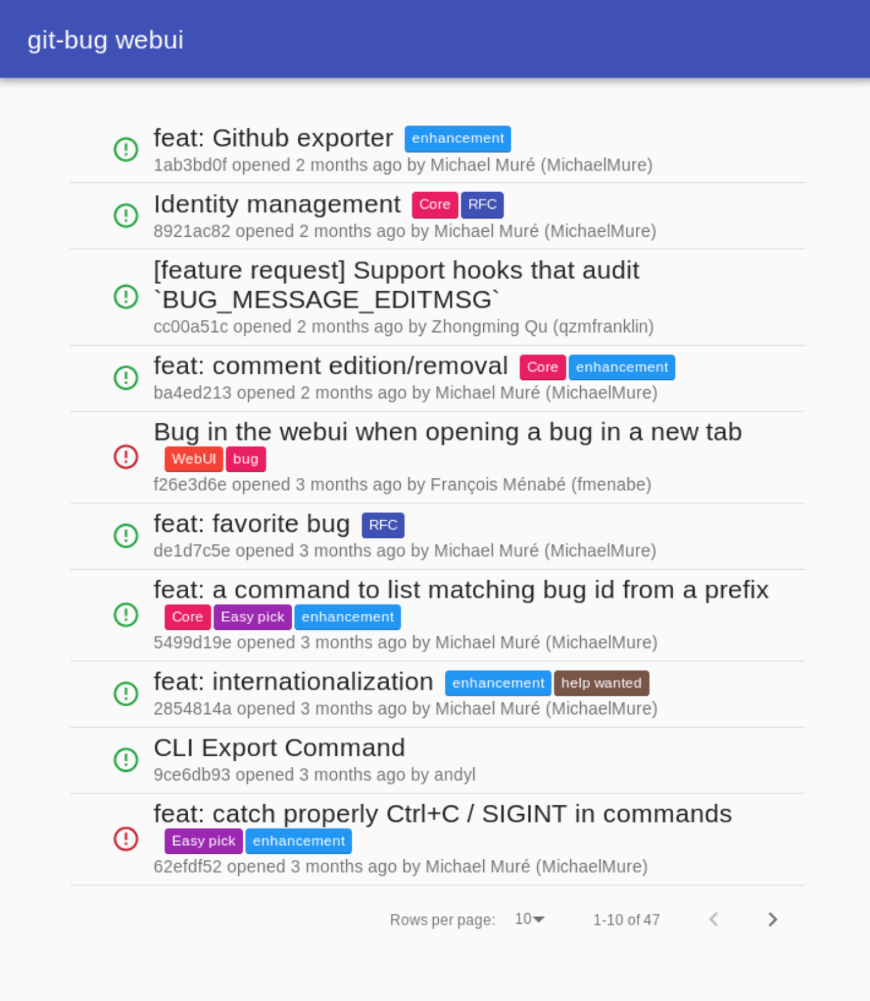 git-bug webui
feat: Github exporter enhancement
1ab3bd0f opened 2 months ago by Michael Muré (MichaelMure)
Identity management Core RFC
8921ac82 opened 2 months ago by Michael Muré (MichaelMure)
[feature request] Support hooks that audit
`BUG_MESSAGE_EDITMSG`
cc00a51c opened 2 months ago by Zhongming Qu (qzmfranklin)
feat: comment edition/removal Core enhancement
ba4ed213 opened 2 months ago by Michael Muré (MichaelMure)
Bug in the webui when opening a bug in a new tab
WebUI bug
f26e3d6e opened 3 months ago by François Ménabé (fmenabe)
feat: favorite bug RFC
de1d7c5e opened 3 months ago by Michael Muré (MichaelMure)
feat: a command to list matching bug id from a prefix
Core Easy pick enhancement
5499d19e opened 3 months ago by Michael Muré (MichaelMure)
feat: internationalization enhancement help wanted
2854814a opened 3 months ago by Michael Muré (MichaelMure)
CLI Export Command
9ce6db93 opened 3 months ago by andyl
feat: catch properly Ctrl+C / SIGINT in commands
Easy pick enhancement
62efdf52 opened 3 months ago by Michael Muré (MichaelMure)
Rows per page: 10 1-10 of 47